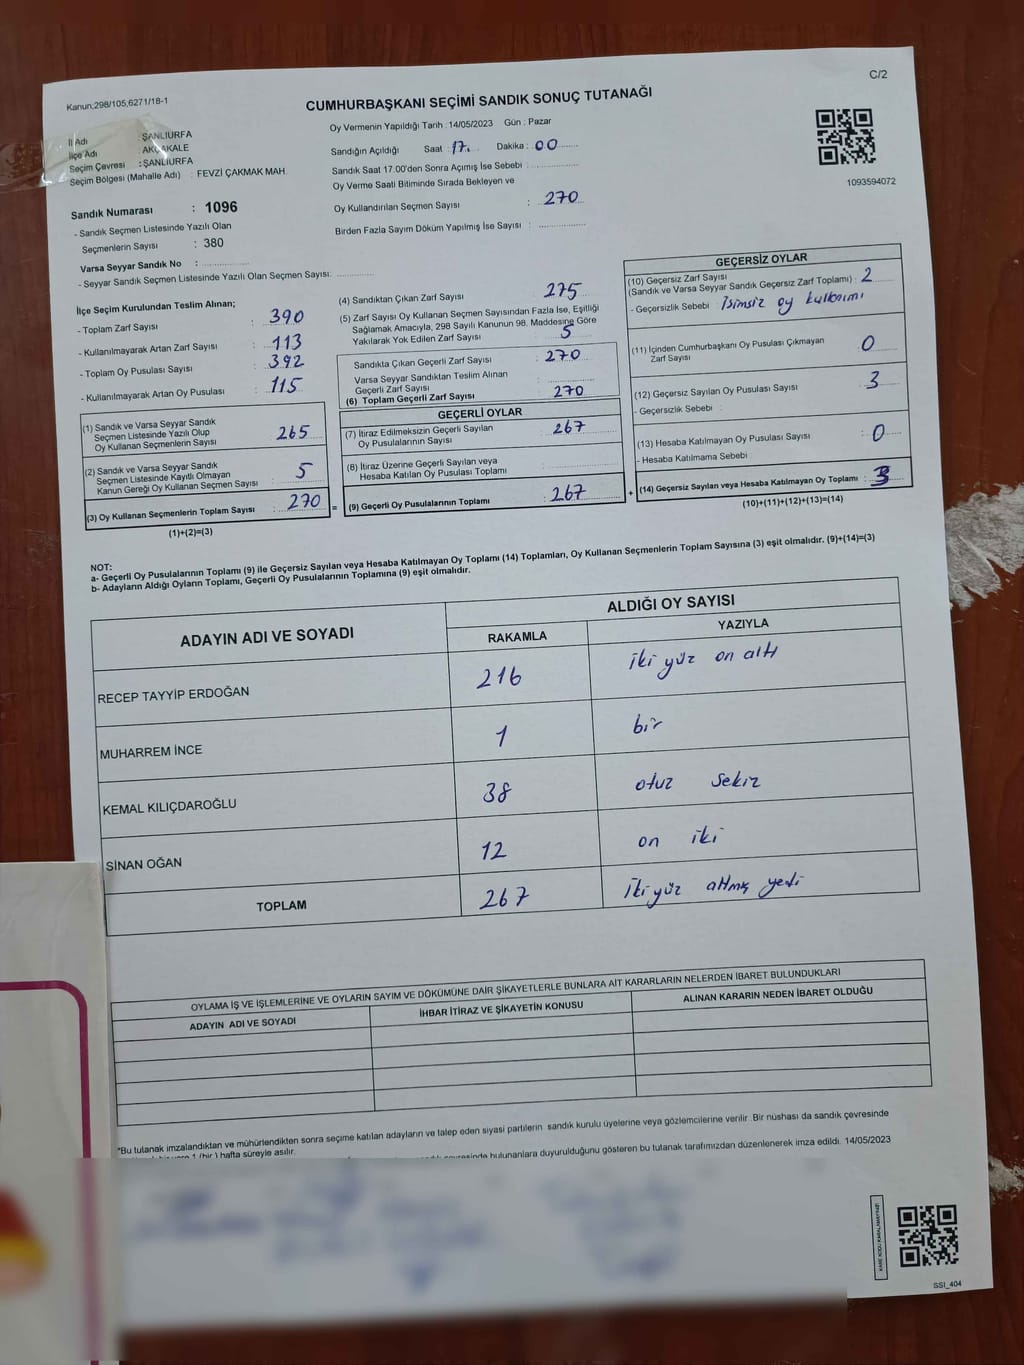 C/2
Kanun;298/105,6271/18-1
CUMHURBAŞKANI SEÇİMİ SANDIK SONUÇ TUTANAĞI
İl Adı : ŞANLIURFA
İlçe Adı : AKÇAKALE
Seçim Çevresi : ŞANLIURFA
Seçim Bölgesi (Mahalle Adı) : FEVZİ ÇAKMAK MAH.
Oy Vermenin Yapıldığı Tarih : 14/05/2023 Gün : Pazar
Sandığın Açıldığı Saat : 17. Dakika : 00
Sandık Saat 17:00'den Sonra Açımış İse Sebebi :
Oy Verme Saati Bitiminde Sırada Bekleyen ve
Oy Kullandırılan Seçmen Sayısı : 270
Birden Fazla Sayım Döküm Yapılmış İse Sayısı :
1093594072
Sandık Numarası : 1096
- Sandık Seçmen Listesinde Yazılı Olan
Seçmenlerin Sayısı : 380
Varsa Seyyar Sandık No :
- Seyyar Sandık Seçmen Listesinde Yazılı Olan Seçmen Sayısı:
İlçe Seçim Kurulundan Teslim Alınan;
- Toplam Zarf Sayısı : 390
- Kullanılmayarak Artan Zarf Sayısı : 113
- Toplam Oy Pusulası Sayısı : 392
- Kullanılmayarak Artan Oy Pusulası : 115
(1) Sandık ve Varsa Seyyar Sandık
Seçmen Listesinde Yazılı Olup
Oy Kullanan Seçmenlerin Sayısı : 265
(2) Sandık ve Varsa Seyyar Sandık
Seçmen Listesinde Kayıtlı Olmayan
Kanun Gereği Oy Kullanan Seçmen Sayısı : 5
(3) Oy Kullanan Seçmenlerin Toplam Sayısı : 270
(1)+(2)=(3)
(4) Sandıktan Çıkan Zarf Sayısı : 275
(5) Zarf Sayısı Oy Kullanan Seçmen Sayısından Fazla İse, Eşitliği
Sağlamak Amacıyla, 298 Sayılı Kanunun 98. Maddesine Göre
Yakılarak Yok Edilen Zarf Sayısı : 5
Sandıkta Çıkan Geçerli Zarf Sayısı : 270
Varsa Seyyar Sandıktan Teslim Alınan
Geçerli Zarf Sayısı :
(6) Toplam Geçerli Zarf Sayısı : 270
GEÇERLİ OYLAR
(7) İtiraz Edilmeksizin Geçerli Sayılan
Oy Pusulalarının Sayısı : 267
(8) İtiraz Üzerine Geçerli Sayılan veya
Hesaba Katılan Oy Pusulası Toplamı :
= (9) Geçerli Oy Pusulalarının Toplamı : 267
GEÇERSİZ OYLAR
(10) Geçersiz Zarf Sayısı
(Sandık ve Varsa Seyyar Sandık Geçersiz Zarf Toplamı) : 2
- Geçersizlik Sebebi : İsimsiz oy kullanımı
(11) İçinden Cumhurbaşkanı Oy Pusulası Çıkmayan
Zarf Sayısı : 0
(12) Geçersiz Sayılan Oy Pusulası Sayısı : 3
- Geçersizlik Sebebi :
(13) Hesaba Katılmayan Oy Pusulası Sayısı : 0
- Hesaba Katılmama Sebebi :
+ (14) Geçersiz Sayılan veya Hesaba Katılmayan Oy Toplamı : 3
(10)+(11)+(12)+(13)=(14)
NOT:
a- Geçerli Oy Pusulalarının Toplamı (9) ile Geçersiz Sayılan veya Hesaba Katılmayan Oy Toplamı (14) Toplamları, Oy Kullanan Seçmenlerin Toplam Sayısına (3) eşit olmalıdır. (9)+(14)=(3)
b- Adayların Aldığı Oyların Toplamı, Geçerli Oy Pusulalarının Toplamına (9) eşit olmalıdır.
ADAYIN ADI VE SOYADI
ALDIĞI OY SAYISI
RAKAMLA YAZIYLA
RECEP TAYYİP ERDOĞAN 216 iki yüz on altı
MUHARREM İNCE 1 bir
KEMAL KILIÇDAROĞLU 38 otuz sekiz
SİNAN OĞAN 12 on iki
TOPLAM 267 iki yüz altmış yedi
OYLAMA İŞ VE İŞLEMLERİNE VE OYLARIN SAYIM VE DÖKÜMÜNE DAİR ŞİKAYETLERLE BUNLARA AİT KARARLARIN NELERDEN İBARET BULUNDUKLARI
ADAYIN ADI VE SOYADI İHBAR İTİRAZ VE ŞİKAYETİN KONUSU ALINAN KARARIN NEDEN İBARET OLDUĞU
*Bu tutanak imzalandıktan ve mühürlendikten sonra seçime katılan adayların ve talep eden siyasi partilerin sandık kurulu üyelerine veya gözlemcilerine verilir. Bir nüshası da sandık çevresinde
1 (bir) hafta süreyle asılır.
bulunanlara duyurulduğunu gösteren bu tutanak tarafımızdan düzenlenerek imza edildi. 14/05/2023
KARE KODU KARALAMAYINIZ!
SSI_404